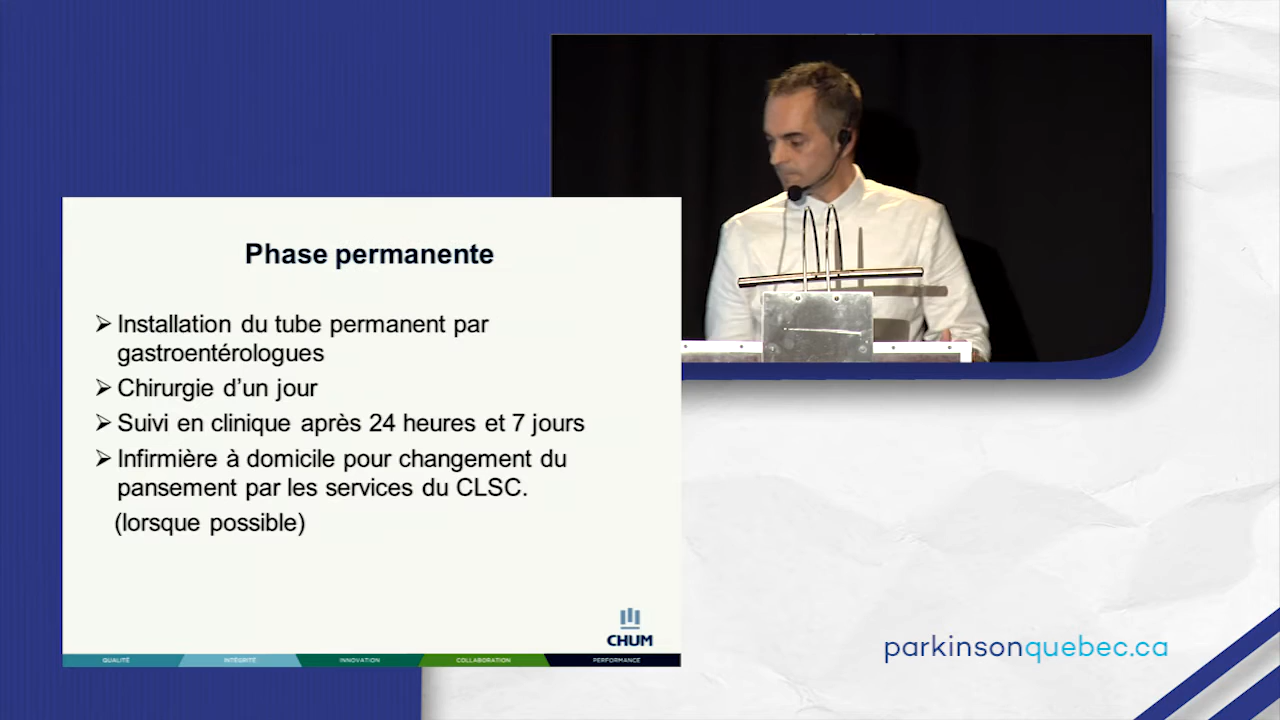 Phase permanente
➢ Installation du tube permanent par
gastroentérologues
➢ Chirurgie d'un jour
➢ Suivi en clinique après 24 heures et 7 jours
➢ Infirmière à domicile pour changement du
pansement par les services du CLSC.
(lorsque possible)
CHUM
QUALITÉ INTÉGRITÉ INNOVATION COLLABORATION PERFORMANCE
parkinsonquebec.ca